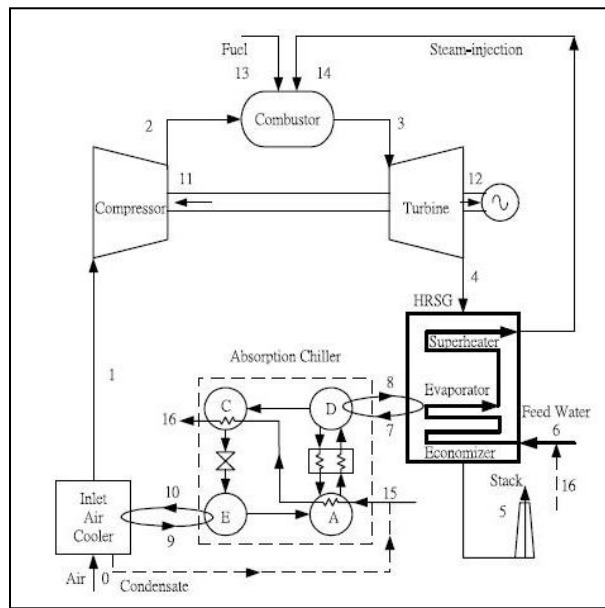 Fuel
Steam-injection
13
14
2
Combustor
3
11
12
Compressor
Turbine
4
HRSG
Superheater
1
Absorption Chiller
8
Evaporator
C
D
16
7
Feed Water
6
Economizer
10
15
Stack
16
Inlet
Air
Cooler
E
A
5
9
Air
0
Condensate